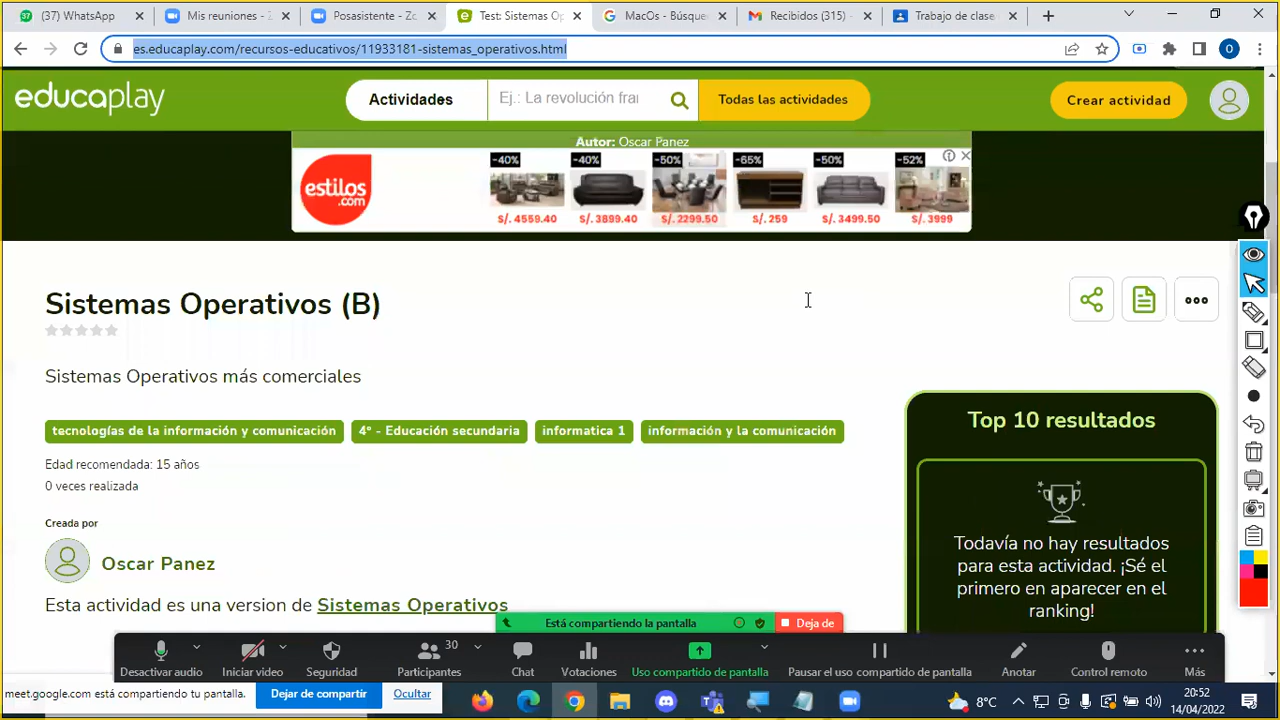 (37) WhatsApp
Mis reuniones - Z
Posasistente - Zo
Test: Sistemas Op
MacOs - Búsque
Recibidos (315) -
Trabajo de clase
es.educaplay.com/recursos-educativos/11933181-sistemas_operativos.html
O
educaplay
Actividades
Ej.: La revolución fra
Todas las actividades
Crear actividad
Autor: Oscar Panez
estilos
.com
-40% -40% -50% -65% -50% -52%
S/. 4559.40 S/. 3899.40 S/. 2299.50 S/. 259 S/. 3499.50 S/. 3999
Sistemas Operativos (B)
Sistemas Operativos más comerciales
tecnologías de la información y comunicación
4º - Educación secundaria
informatica 1
información y la comunicación
Edad recomendada: 15 años
0 veces realizada
Creada por
Oscar Panez
Esta actividad es una version de Sistemas Operativos
Top 10 resultados
Todavía no hay resultados
para esta actividad. ¡Sé el
primero en aparecer en el
ranking!
Está compartiendo la pantalla
Deja de
30
Desactivar audio
Iniciar video
Seguridad
Participantes
Chat
Votaciones
Uso compartido de pantalla
Pausar el uso compartido de pantalla
Anotar
Control remoto
Más
meet.google.com está compartiendo tu pantalla.
Dejar de compartir
Ocultar
8°C
20:52
14/04/2022